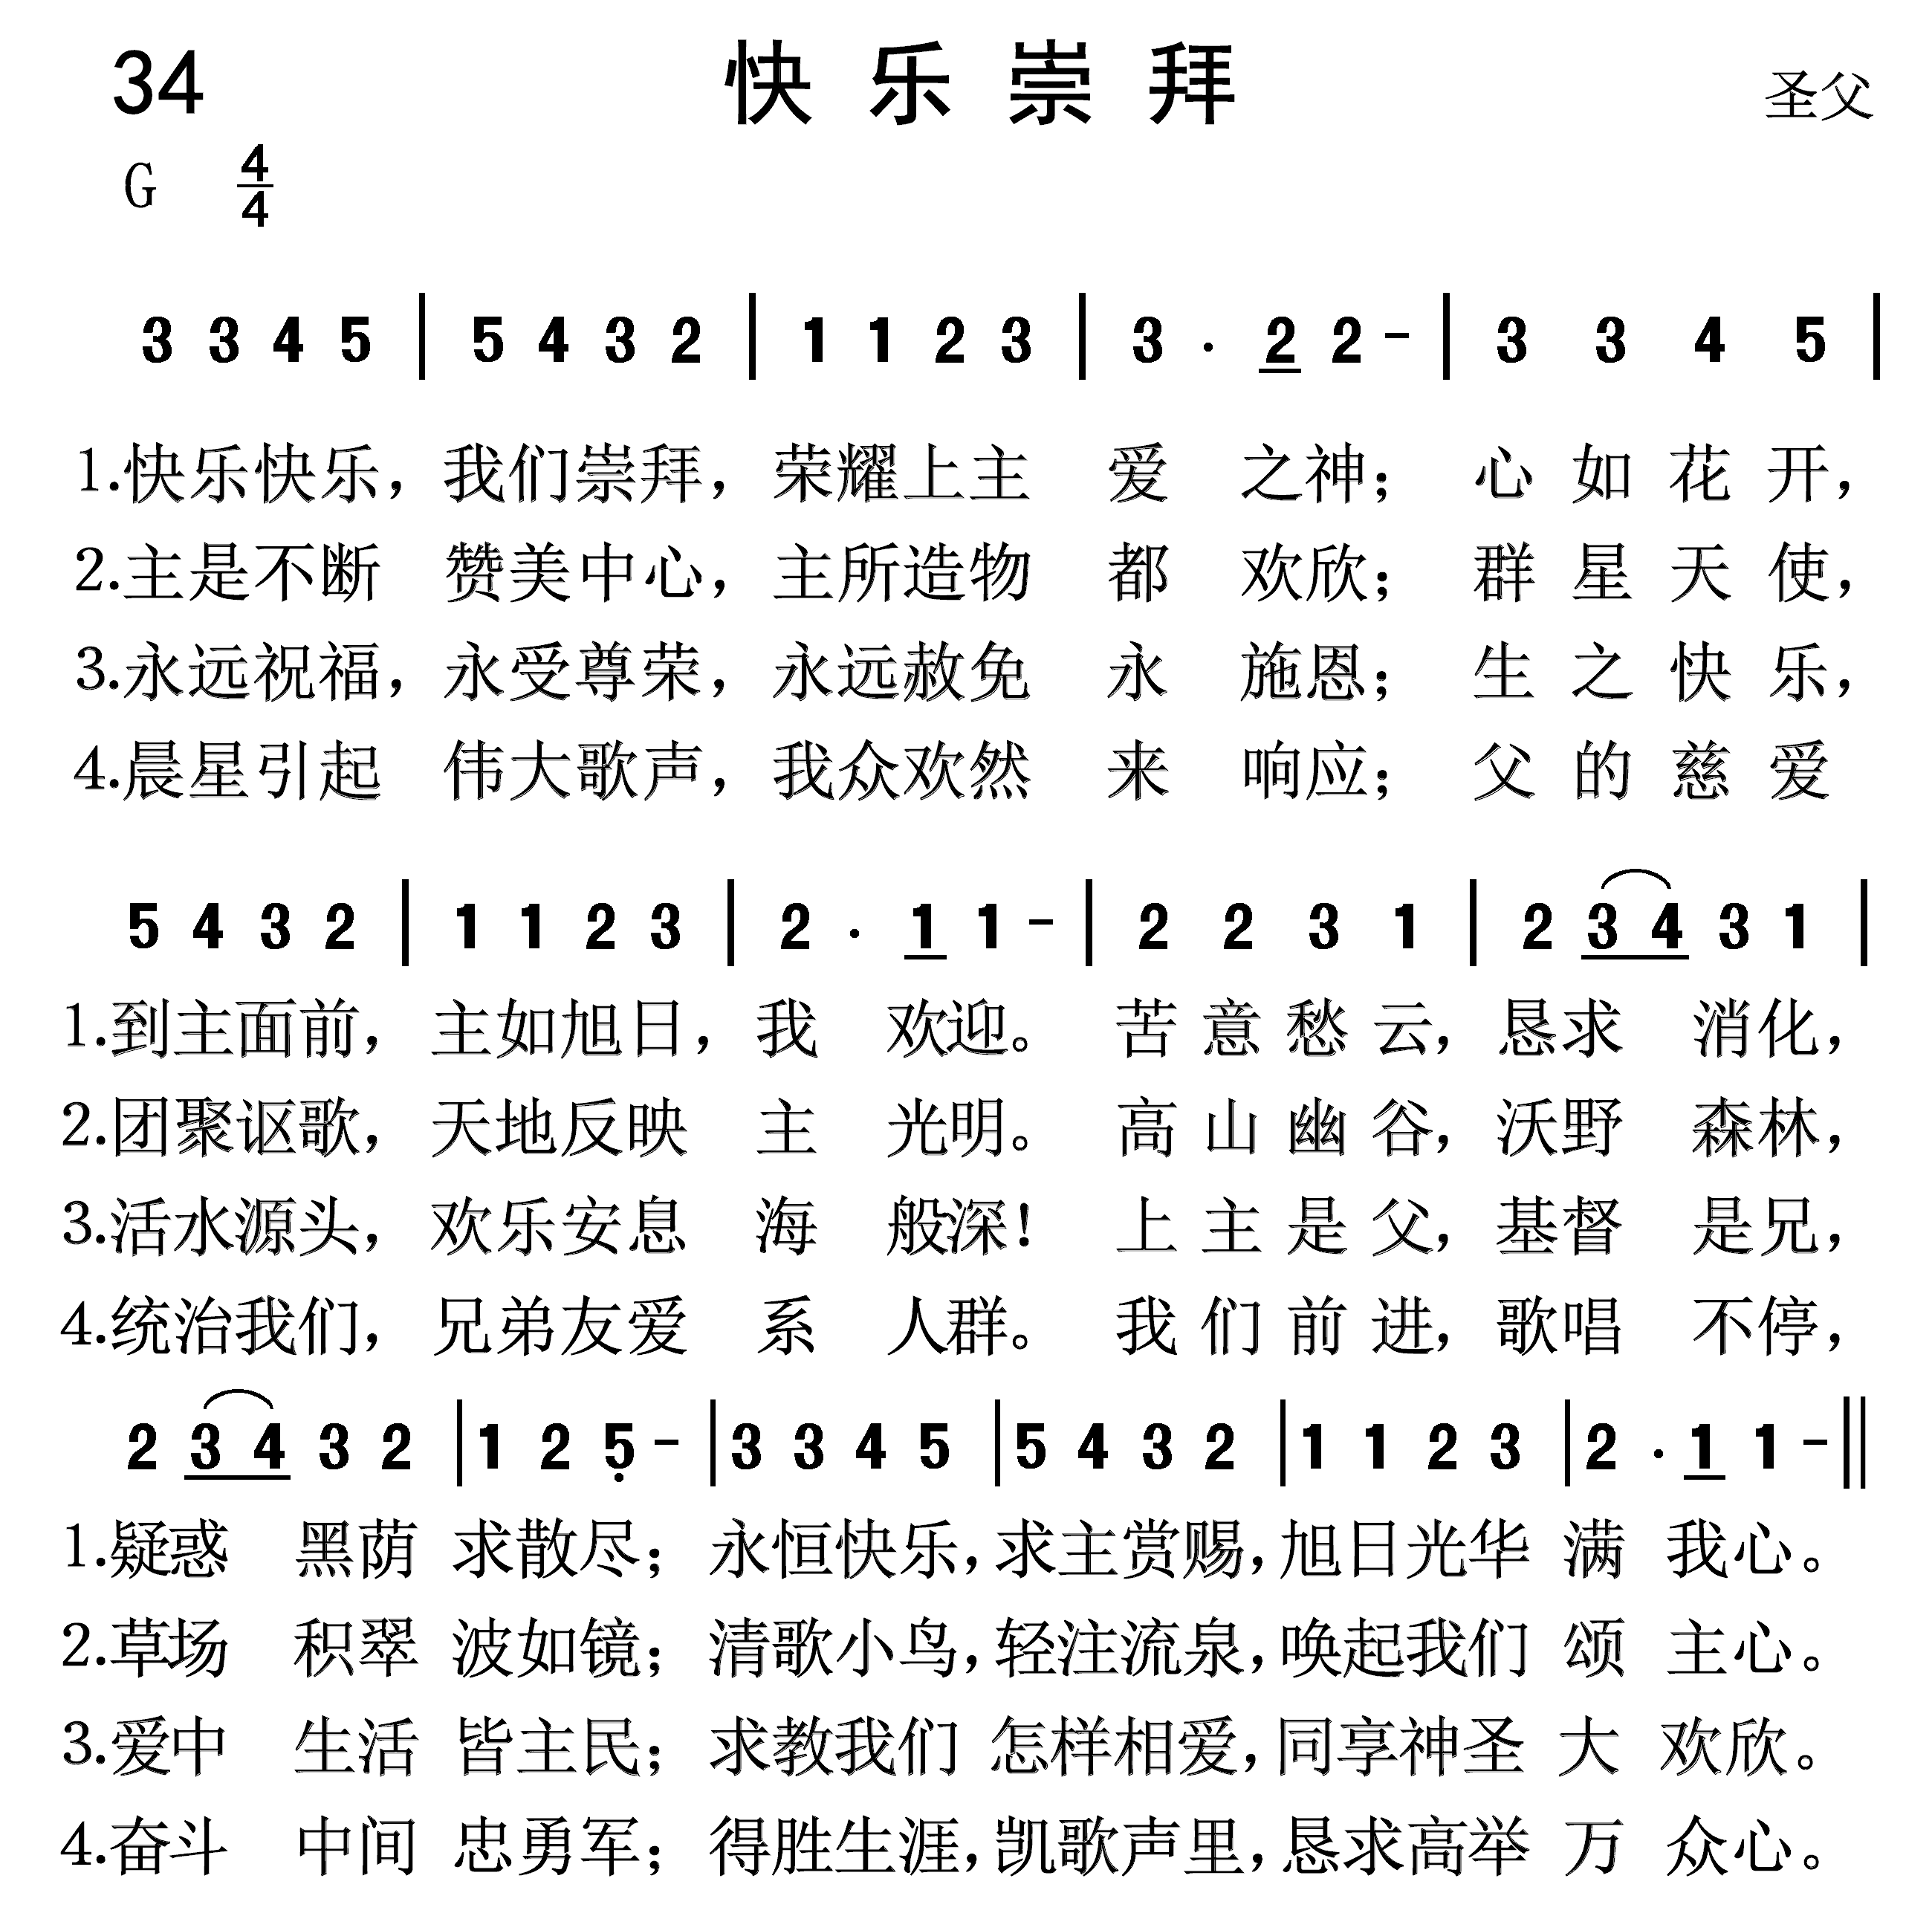 34 快乐崇拜 圣父
G 4/4
3 3 4 5 | 5 4 3 2 | 1 1 2 3 | 3 . 2 2 - | 3 3 4 5 |
1.快乐快乐，我们崇拜，荣耀上主 爱 之神； 心 如 花 开，
2.主是不断 赞美中心，主所造物 都 欢欣； 群 星 天 使，
3.永远祝福，永受尊荣，永远赦免 永 施恩； 生 之 快 乐，
4.晨星引起 伟大歌声，我众欢然 来 响应； 父 的 慈 爱
5 4 3 2 | 1 1 2 3 | 2 . 1 1 - | 2 2 3 1 | 2 3 4 3 1 |
1.到主面前，主如旭日，我 欢迎。 苦 意 愁 云，恳求 消化，
2.团聚讴歌，天地反映 主 光明。 高 山 幽 谷，沃野 森林，
3.活水源头，欢乐安息 海 般深！ 上 主 是 父，基督 是兄，
4.统治我们，兄弟友爱 系 人群。 我 们 前 进，歌唱 不停，
2 3 4 3 2 | 1 2 5̣ - | 3 3 4 5 | 5 4 3 2 | 1 1 2 3 | 2 . 1 1 - ||
1.疑惑 黑荫 求散尽；永恒快乐，求主赏赐，旭日光华 满 我心。
2.草场 积翠 波如镜；清歌小鸟，轻注流泉，唤起我们 颂 主心。
3.爱中 生活 皆主民；求教我们 怎样相爱，同享神圣 大 欢欣。
4.奋斗 中间 忠勇军；得胜生涯，凯歌声里，恳求高举 万 众心。